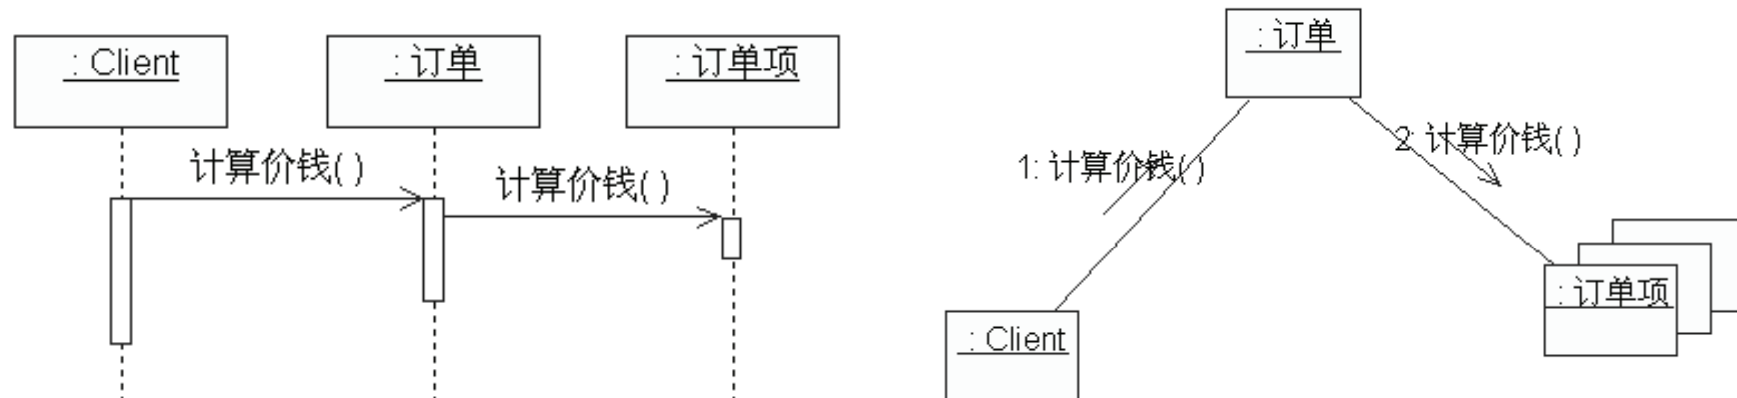 : Client
: 订单
: 订单项
计算价钱( )
计算价钱( )
: 订单
1: 计算价钱( )
2: 计算价钱( )
: 订单项
: Client